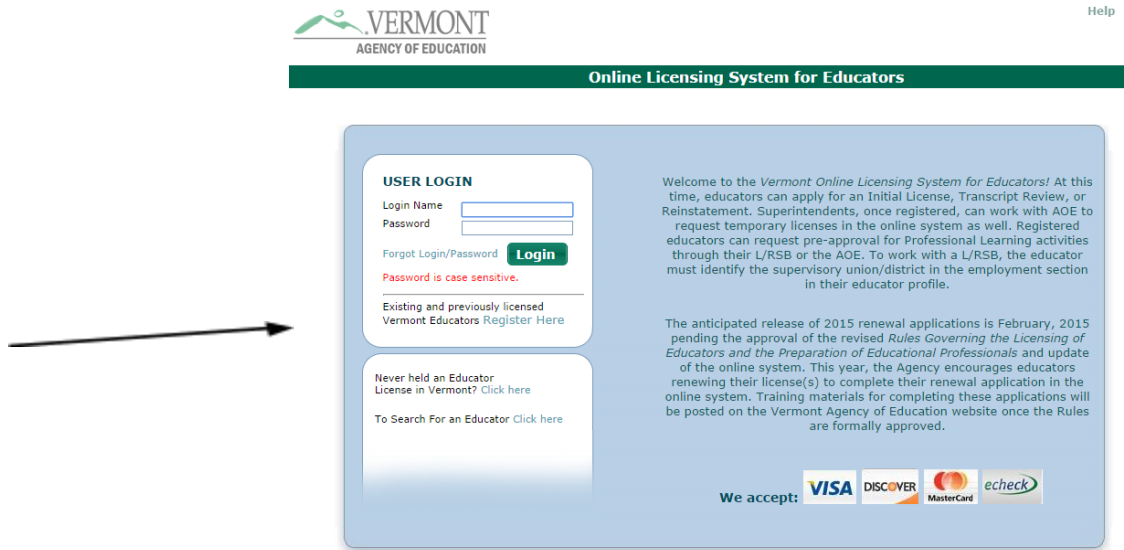 VERMONT
AGENCY OF EDUCATION
Help
Online Licensing System for Educators
USER LOGIN
Login Name
Password
Forgot Login/Password Login
Password is case sensitive.
Existing and previously licensed
Vermont Educators Register Here
Never held an Educator
License in Vermont? Click here
To Search For an Educator Click here
Welcome to the Vermont Online Licensing System for Educators! At this
time, educators can apply for an Initial License, Transcript Review, or
Reinstatement. Superintendents, once registered, can work with AOE to
request temporary licenses in the online system as well. Registered
educators can request pre-approval for Professional Learning activities
through their L/RSB or the AOE. To work with a L/RSB, the educator
must identify the supervisory union/district in the employment section
in their educator profile.
The anticipated release of 2015 renewal applications is February, 2015
pending the approval of the revised Rules Governing the Licensing of
Educators and the Preparation of Educational Professionals and update
of the online system. This year, the Agency encourages educators
renewing their license(s) to complete their renewal application in the
online system. Training materials for completing these applications will
be posted on the Vermont Agency of Education website once the Rules
are formally approved.
We accept: VISA DISCOVER MasterCard echeck